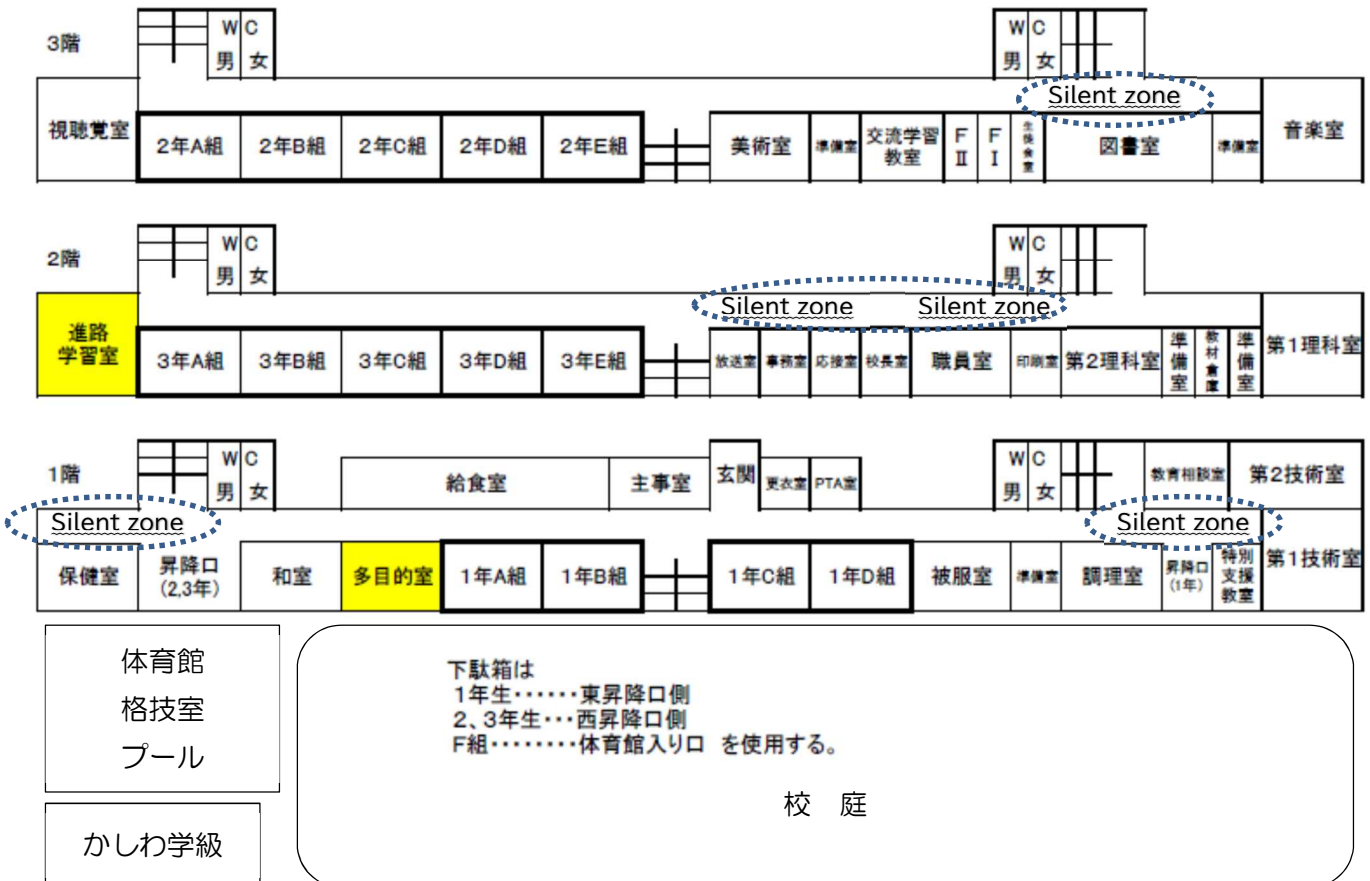 3階
WC
男 女
WC
男 女
Silent zone
視聴覚室
2年A組
2年B組
2年C組
2年D組
2年E組
美術室
準備室
交流学習
教室
F
II
F
I
生徒会室
図書室
準備室
音楽室
2階
WC
男 女
WC
男 女
Silent zone
Silent zone
進路
学習室
3年A組
3年B組
3年C組
3年D組
3年E組
放送室
事務室
応接室
校長室
職員室
印刷室
第2理科室
準備室
教材倉庫
準備室
第1理科室
1階
WC
男 女
給食室
主事室
玄関
更衣室
PTA室
WC
男 女
教育相談室
第2技術室
Silent zone
Silent zone
保健室
昇降口
(2,3年)
和室
多目的室
1年A組
1年B組
1年C組
1年D組
被服室
準備室
調理室
昇降口
(1年)
特別
支援
教室
第1技術室
体育館
格技室
プール
かしわ学級
下駄箱は
1年生・・・・・・東昇降口側
2、3年生・・・西昇降口側
F組・・・・・・・・体育館入り口 を使用する。
校 庭